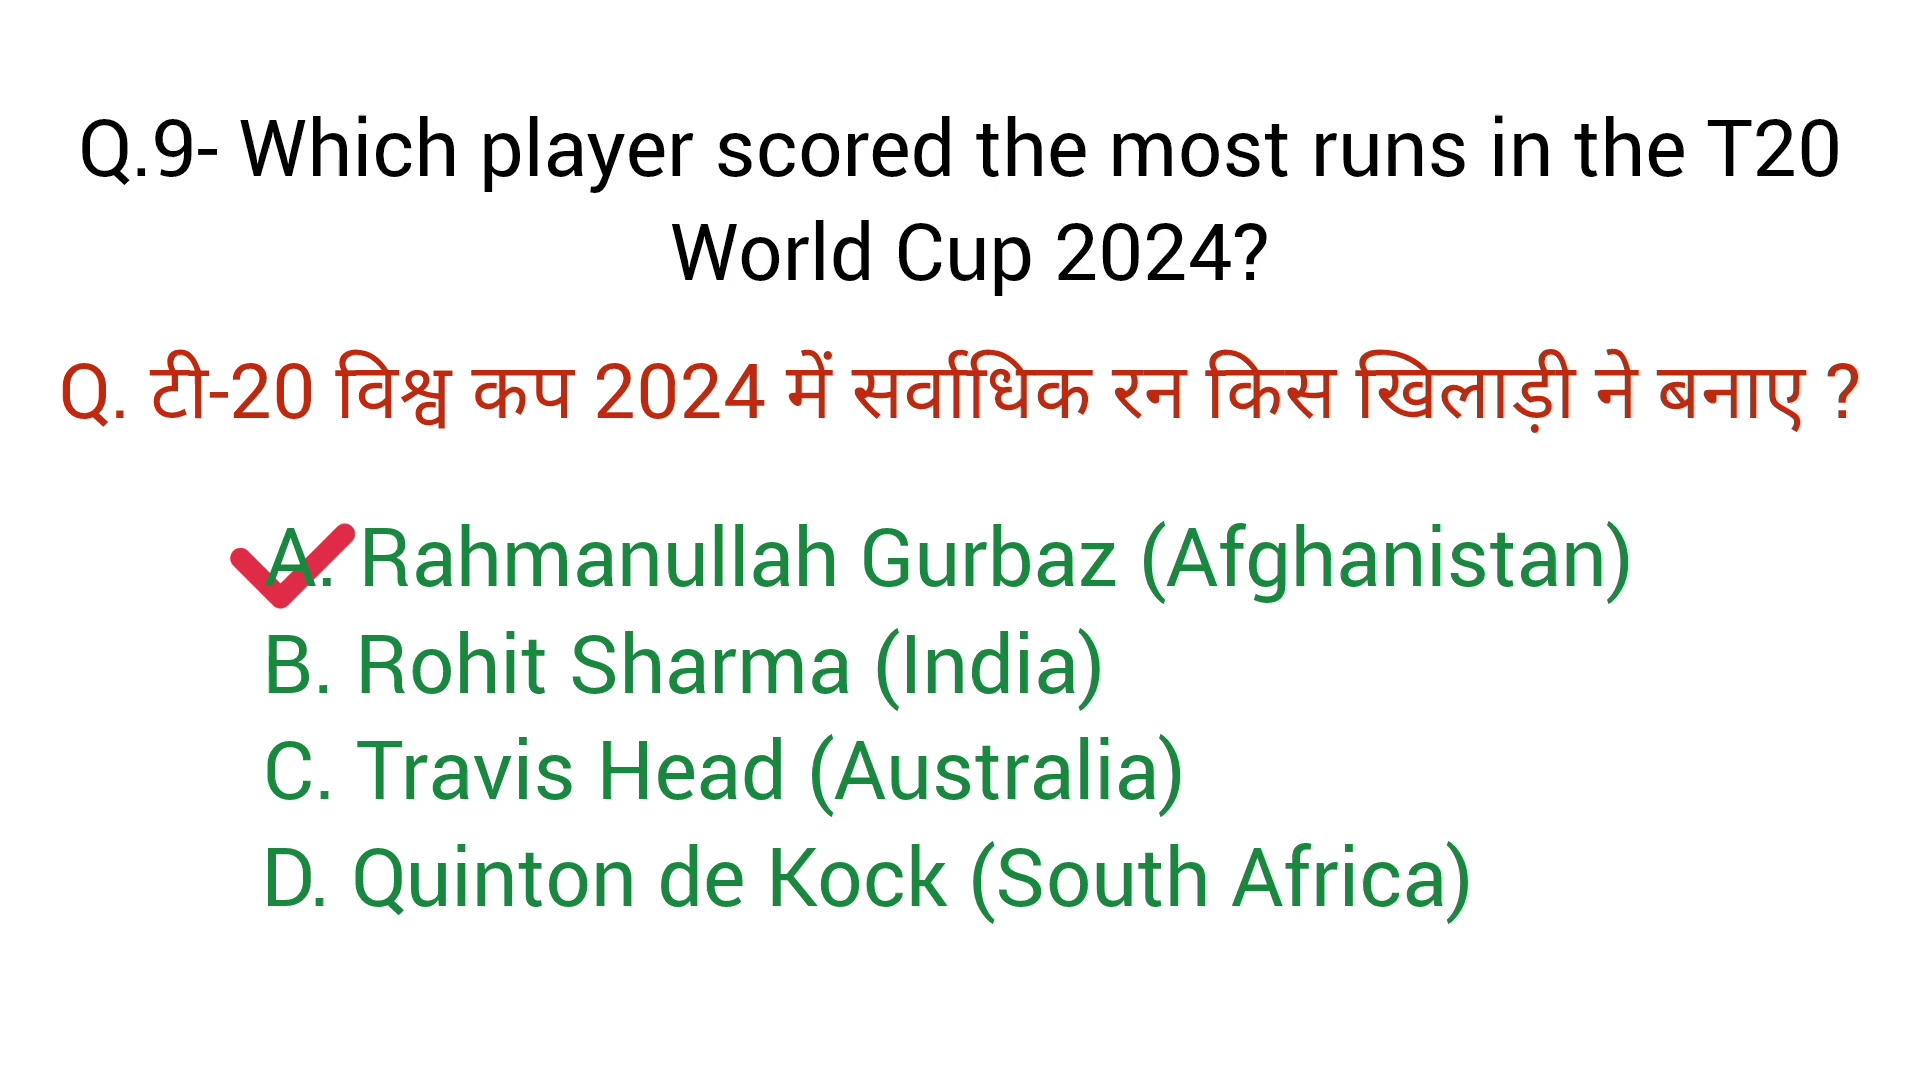 Q.9- Which player scored the most runs in the T20
World Cup 2024?
Q. टी-20 विश्व कप 2024 में सर्वाधिक रन किस खिलाड़ी ने बनाए ?
A. Rahmanullah Gurbaz (Afghanistan)
B. Rohit Sharma (India)
C. Travis Head (Australia)
D. Quinton de Kock (South Africa)